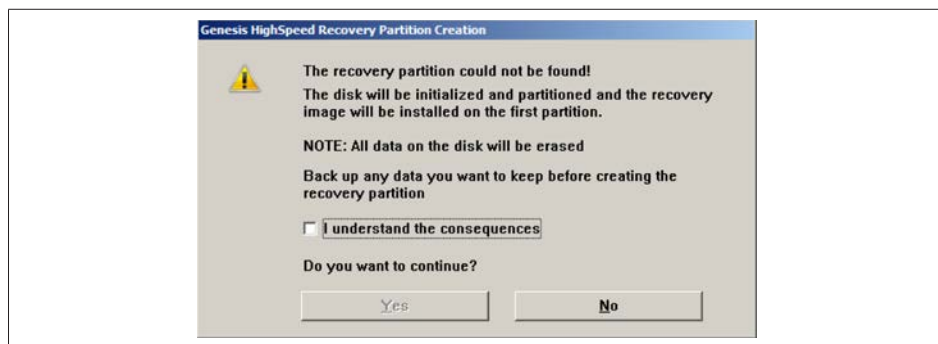 Genesis HighSpeed Recovery Partition Creation
The recovery partition could not be found!
The disk will be initialized and partitioned and the recovery
image will be installed on the first partition.
NOTE: All data on the disk will be erased
Back up any data you want to keep before creating the
recovery partition
I understand the consequences
Do you want to continue?
Yes
No